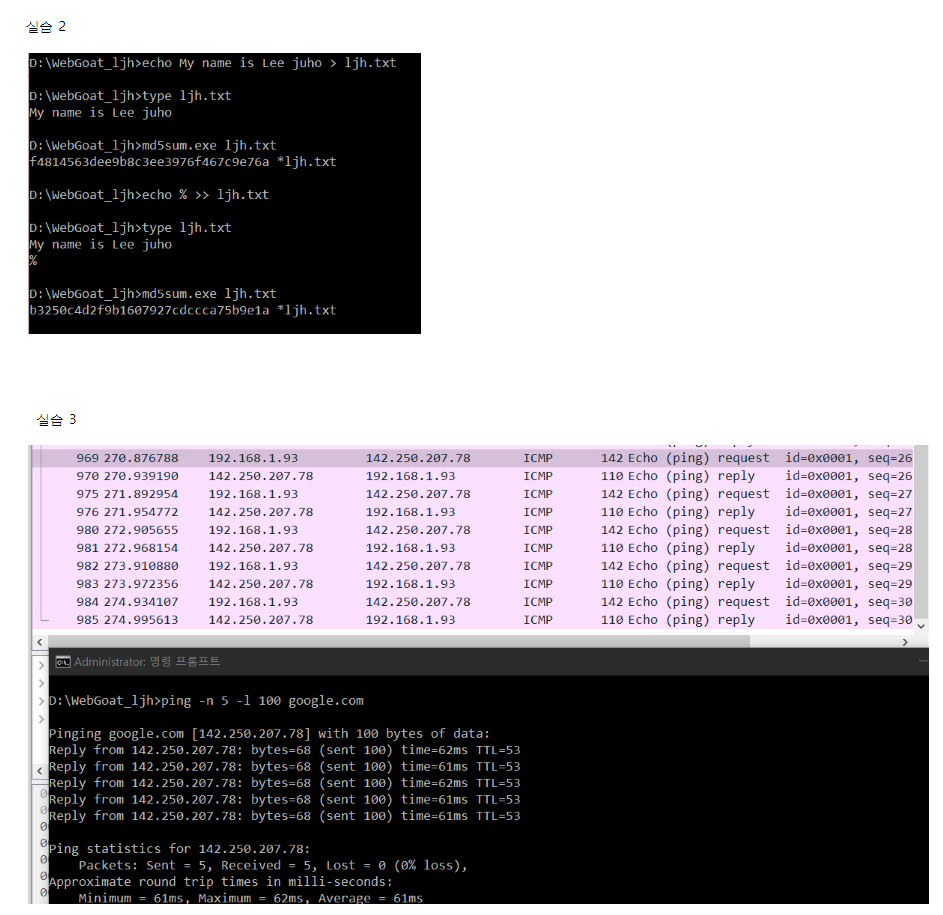 실습 2
D:\WebGoat_ljh>echo My name is Lee juho > ljh.txt
D:\WebGoat_ljh>type ljh.txt
My name is Lee juho
D:\WebGoat_ljh>md5sum.exe ljh.txt
f4814563dee9b8c3ee3976f467c9e76a *ljh.txt
D:\WebGoat_ljh>echo % >> ljh.txt
D:\WebGoat_ljh>type ljh.txt
My name is Lee juho
%
D:\WebGoat_ljh>md5sum.exe ljh.txt
b3250c4d2f9b1607927cdccca75b9e1a *ljh.txt
실습 3
969 270.876788 192.168.1.93 142.250.207.78 ICMP 142 Echo (ping) request id=0x0001, seq=26
970 270.939190 142.250.207.78 192.168.1.93 ICMP 110 Echo (ping) reply id=0x0001, seq=26
975 271.892954 192.168.1.93 142.250.207.78 ICMP 142 Echo (ping) request id=0x0001, seq=27
976 271.954772 142.250.207.78 192.168.1.93 ICMP 110 Echo (ping) reply id=0x0001, seq=27
980 272.905655 192.168.1.93 142.250.207.78 ICMP 142 Echo (ping) request id=0x0001, seq=28
981 272.968154 142.250.207.78 192.168.1.93 ICMP 110 Echo (ping) reply id=0x0001, seq=28
982 273.910880 192.168.1.93 142.250.207.78 ICMP 142 Echo (ping) request id=0x0001, seq=29
983 273.972356 142.250.207.78 192.168.1.93 ICMP 110 Echo (ping) reply id=0x0001, seq=29
984 274.934107 192.168.1.93 142.250.207.78 ICMP 142 Echo (ping) request id=0x0001, seq=30
985 274.995613 142.250.207.78 192.168.1.93 ICMP 110 Echo (ping) reply id=0x0001, seq=30
Administrator: 명령 프롬프트
D:\WebGoat_ljh>ping -n 5 -l 100 google.com
Pinging google.com [142.250.207.78] with 100 bytes of data:
Reply from 142.250.207.78: bytes=68 (sent 100) time=62ms TTL=53
Reply from 142.250.207.78: bytes=68 (sent 100) time=61ms TTL=53
Reply from 142.250.207.78: bytes=68 (sent 100) time=62ms TTL=53
Reply from 142.250.207.78: bytes=68 (sent 100) time=61ms TTL=53
Reply from 142.250.207.78: bytes=68 (sent 100) time=61ms TTL=53
Ping statistics for 142.250.207.78:
Packets: Sent = 5, Received = 5, Lost = 0 (0% loss),
Approximate round trip times in milli-seconds:
Minimum = 61ms, Maximum = 62ms, Average = 61ms